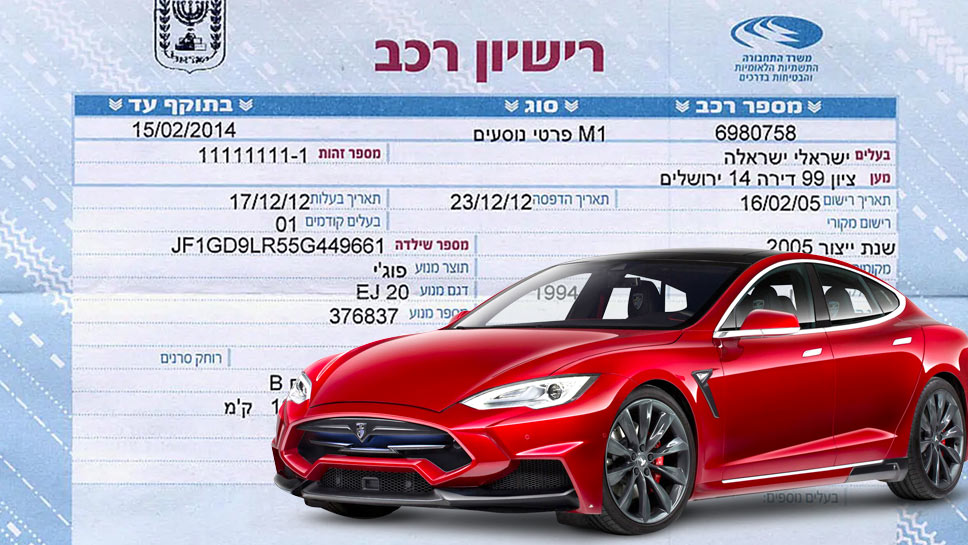 רישיון רכב
משרד התחבורה
התשתיות הלאומיות
והבטיחות בדרכים
מספר רכב סוג בתוקף עד
6980758 M1 פרטי נוסעים 15/02/2014
בעלים ישראלי ישראלה מספר זהות 11111111-1
מען ציון 99 דירה 14 ירושלים
תאריך רישום 16/02/05 תאריך הדפסה 23/12/12 תאריך בעלות 17/12/12
רישום מקורי בעלים קודמים 01
שנת ייצור 2005 מספר שילדה JF1GD9LR55G449661
תוצר מנוע פוג'י
1994 דגם מנוע EJ 20
מספר מנוע 376837
רוחק סרנים
B
ק'מ
בעלים נוספים: